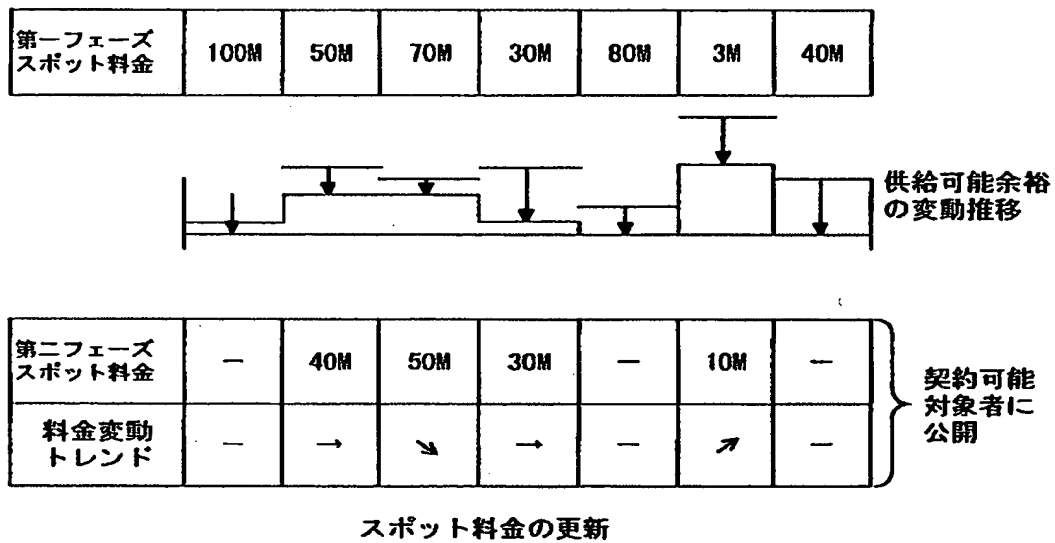 第一フェーズ
スポット料金
100M 50M 70M 30M 80M 3M 40M
供給可能余裕
の変動推移
第二フェーズ
スポット料金
— 40M 50M 30M — 10M —
料金変動
トレンド
— → ↘ → — ↗ —
契約可能
対象者に
公開
スポット料金の更新